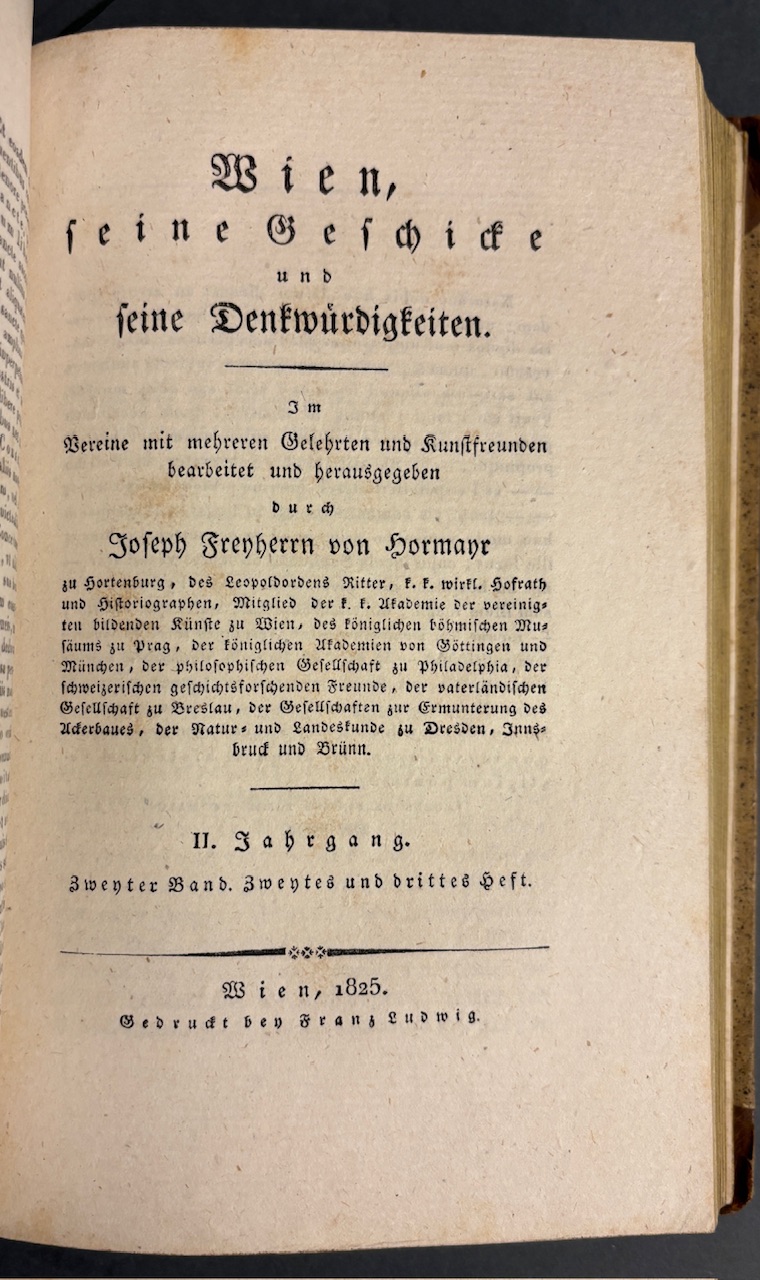 Wien,
ſeine Geſchicke
und
ſeine Denkwürdigkeiten.
Im
Vereine mit mehreren Gelehrten und Kunſtfreunden
bearbeitet und herausgegeben
durch
Joſeph Freyherrn von Hormayr
zu Hortenburg, des Leopoldordens Ritter, k. k. wirkl. Hofrath
und Hiſtoriographen, Mitglied der k. k. Akademie der vereinig⸗
ten bildenden Künſte zu Wien, des königlichen böhmiſchen Mu⸗
ſäums zu Prag, der königlichen Akademien von Göttingen und
München, der philoſophiſchen Geſellſchaft zu Philadelphia, der
ſchweizeriſchen geſchichtsforſchenden Freunde, der vaterländiſchen
Geſellſchaft zu Breslau, der Geſellſchaften zur Ermunterung des
Ackerbaues, der Natur⸗ und Landeskunde zu Dresden, Inns⸗
bruck und Brünn.
II. Jahrgang.
Zweyter Band. Zweytes und drittes Heft.
Wien, 1825.
Gedruckt bey Franz Ludwig.